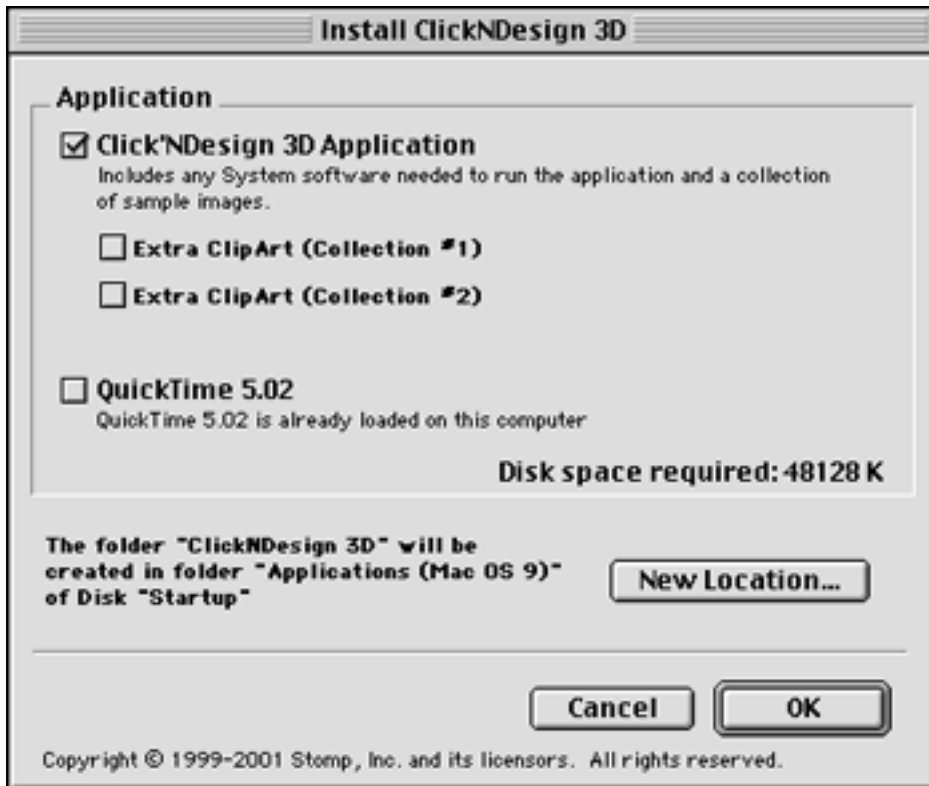 Install ClickNDesign 3D
Application
Click'NDesign 3D Application
Includes any System software needed to run the application and a collection
of sample images.
Extra ClipArt (Collection #1)
Extra ClipArt (Collection #2)
QuickTime 5.02
QuickTime 5.02 is already loaded on this computer
Disk space required: 48128 K
The folder "ClickNDesign 3D" will be
created in folder "Applications (Mac OS 9)"
of Disk "Startup"
New Location...
Cancel
OK
Copyright © 1999-2001 Stomp, Inc. and its licensors. All rights reserved.